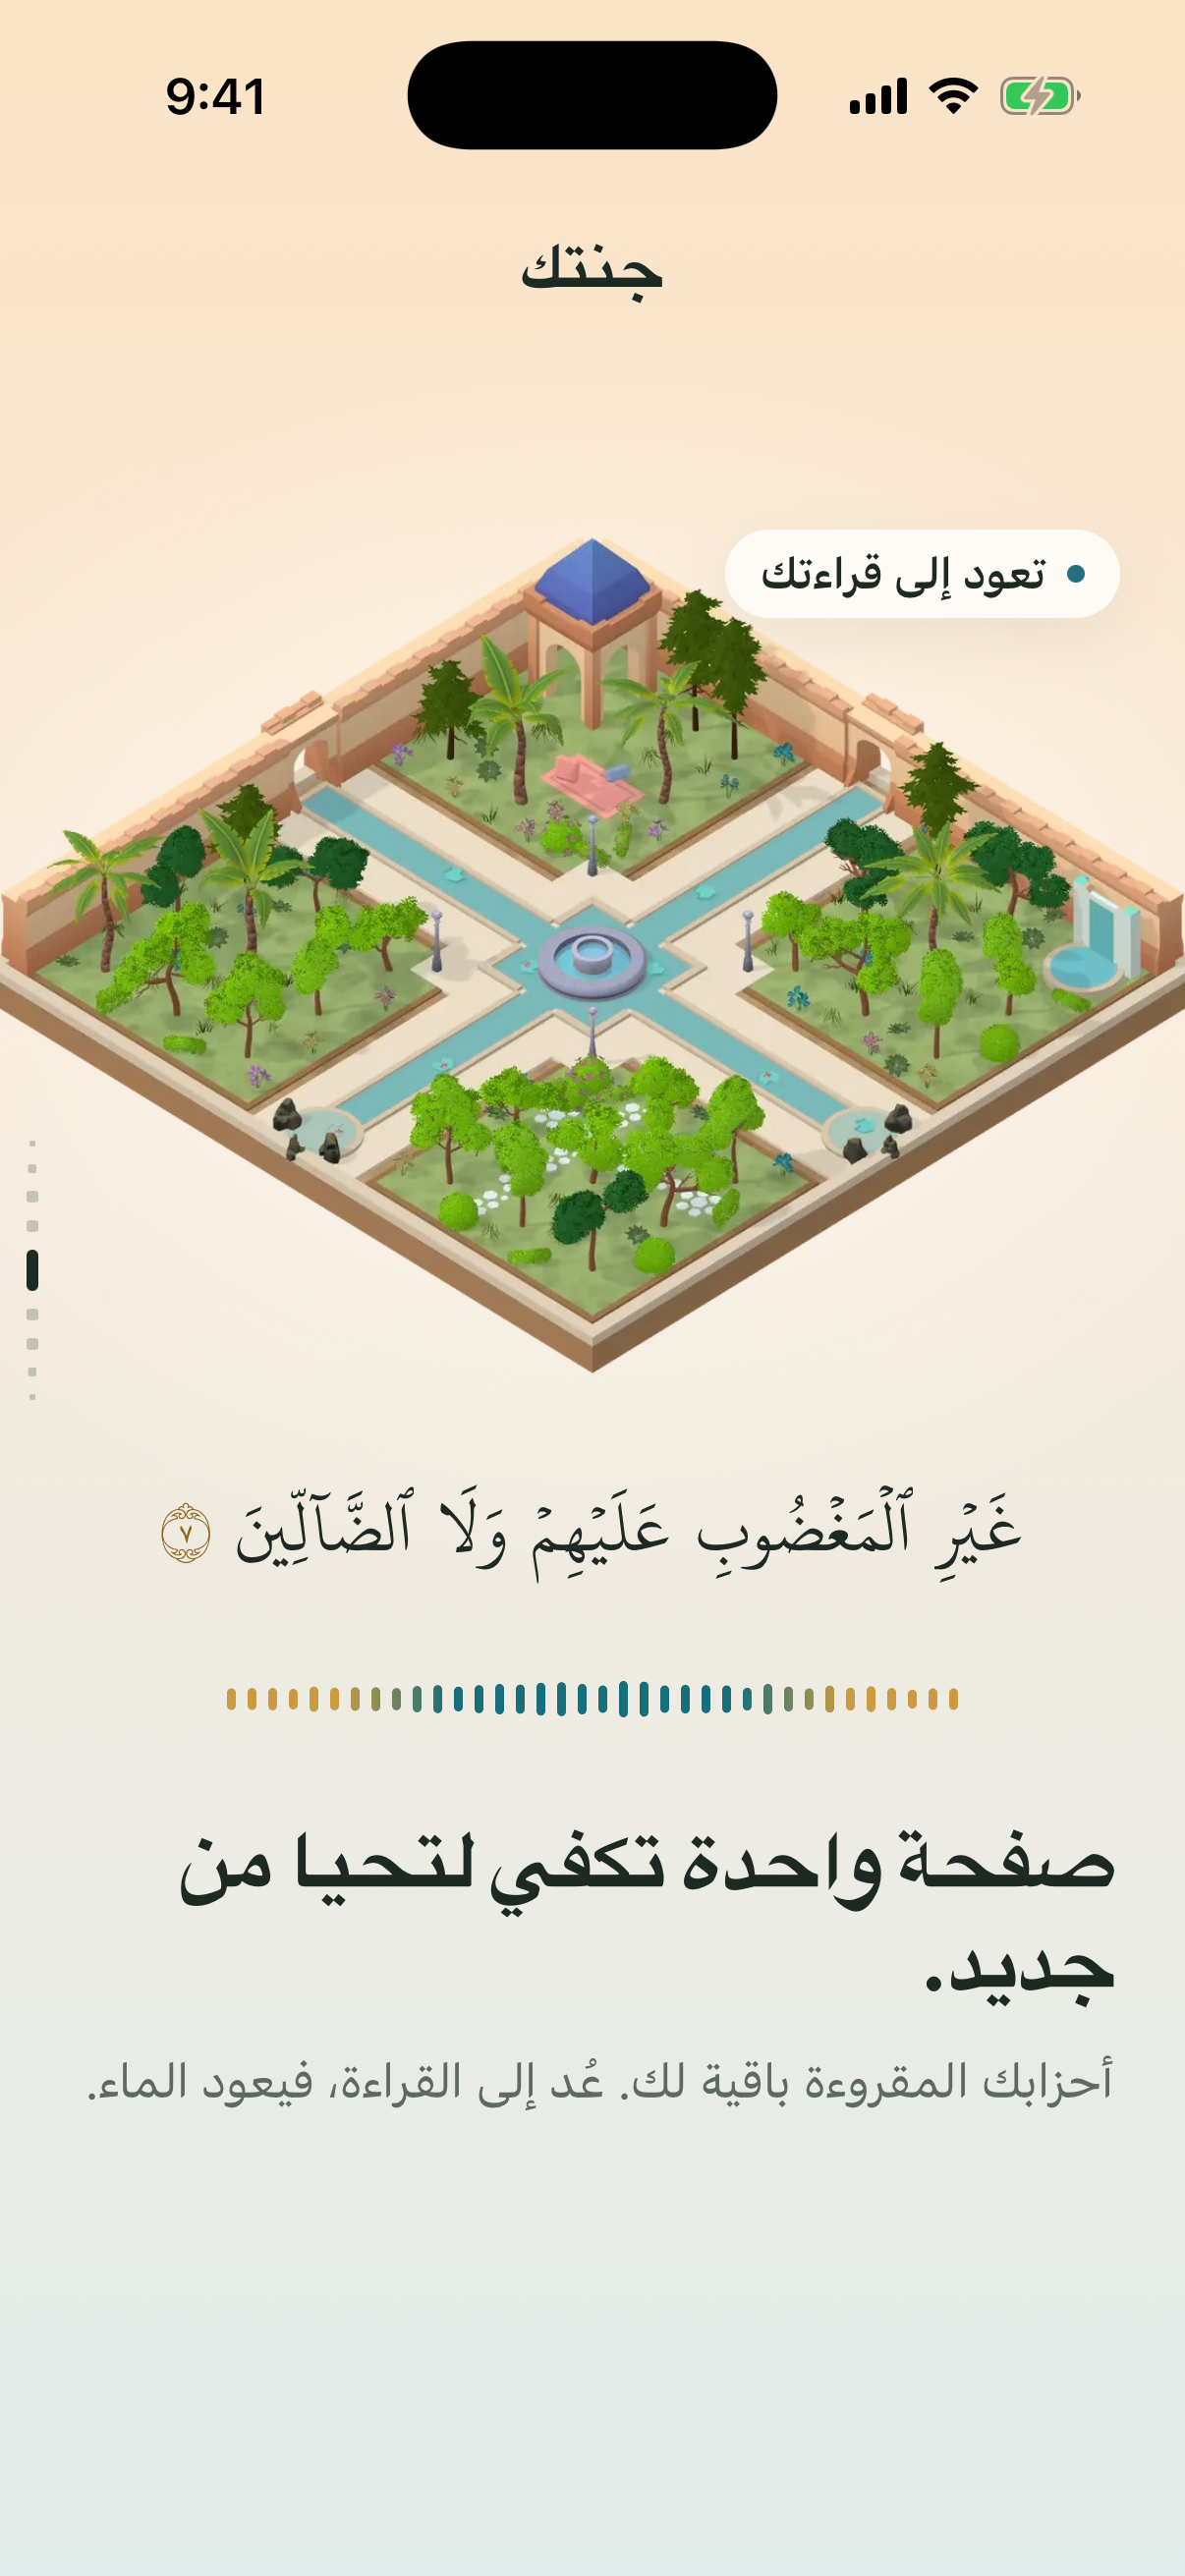 9:41
جنتك
تعود إلى قراءتك
غَيْرِ ٱلْمَغْضُوبِ عَلَيْهِمْ وَلَا ٱلضَّآلِّينَ ٧
صفحة واحدة تكفي لتحيا من
جديد.
أحزابك المقروءة باقية لك. عُد إلى القراءة، فيعود الماء.